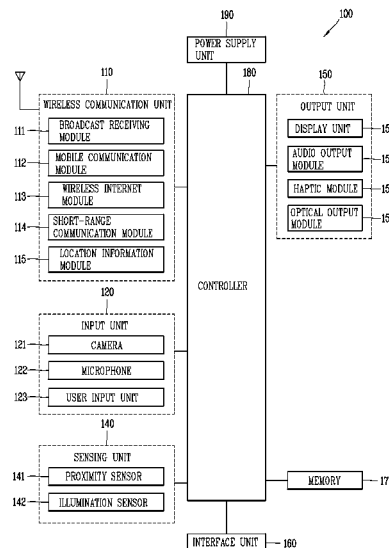 190
100
POWER SUPPLY
UNIT
110
180
150
WIRELESS COMMUNICATION UNIT
111
BROADCAST RECEIVING
MODULE
112
MOBILE COMMUNICATION
MODULE
113
WIRELESS INTERNET
MODULE
114
SHORT-RANGE
COMMUNICATION MODULE
115
LOCATION INFORMATION
MODULE
OUTPUT UNIT
DISPLAY UNIT
AUDIO OUTPUT
MODULE
HAPTIC MODULE
OPTICAL OUTPUT
MODULE
CONTROLLER
120
INPUT UNIT
121
CAMERA
122
MICROPHONE
123
USER INPUT UNIT
140
SENSING UNIT
141
PROXIMITY SENSOR
142
ILLUMINATION SENSOR
MEMORY
INTERFACE UNIT
160